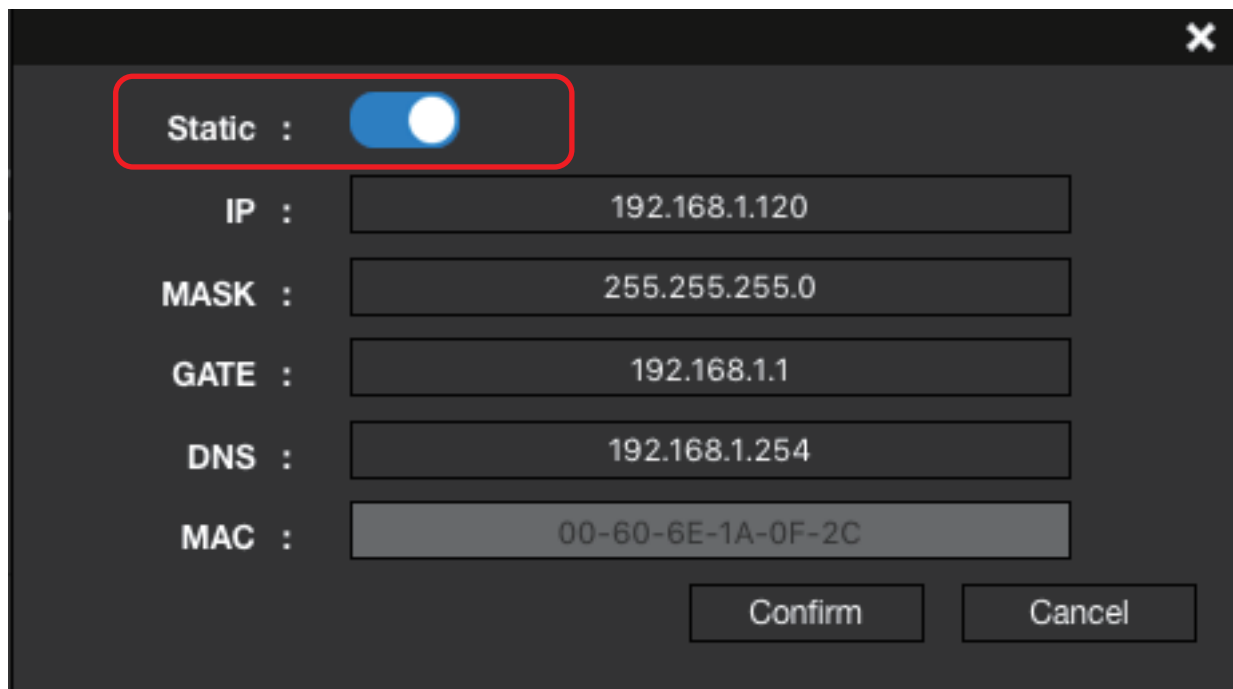 Static :
IP : 192.168.1.120
MASK : 255.255.255.0
GATE : 192.168.1.1
DNS : 192.168.1.254
MAC : 00-60-6E-1A-0F-2C
Confirm Cancel